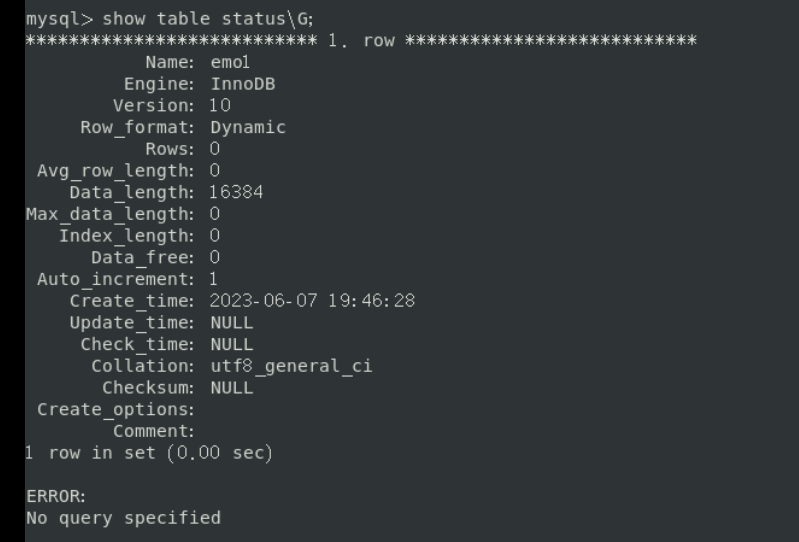 mysql> show table status\G;
*************************** 1. row ***************************
Name: emo1
Engine: InnoDB
Version: 10
Row_format: Dynamic
Rows: 0
Avg_row_length: 0
Data_length: 16384
Max_data_length: 0
Index_length: 0
Data_free: 0
Auto_increment: 1
Create_time: 2023-06-07 19:46:28
Update_time: NULL
Check_time: NULL
Collation: utf8_general_ci
Checksum: NULL
Create_options:
Comment:
1 row in set (0.00 sec)
ERROR:
No query specified